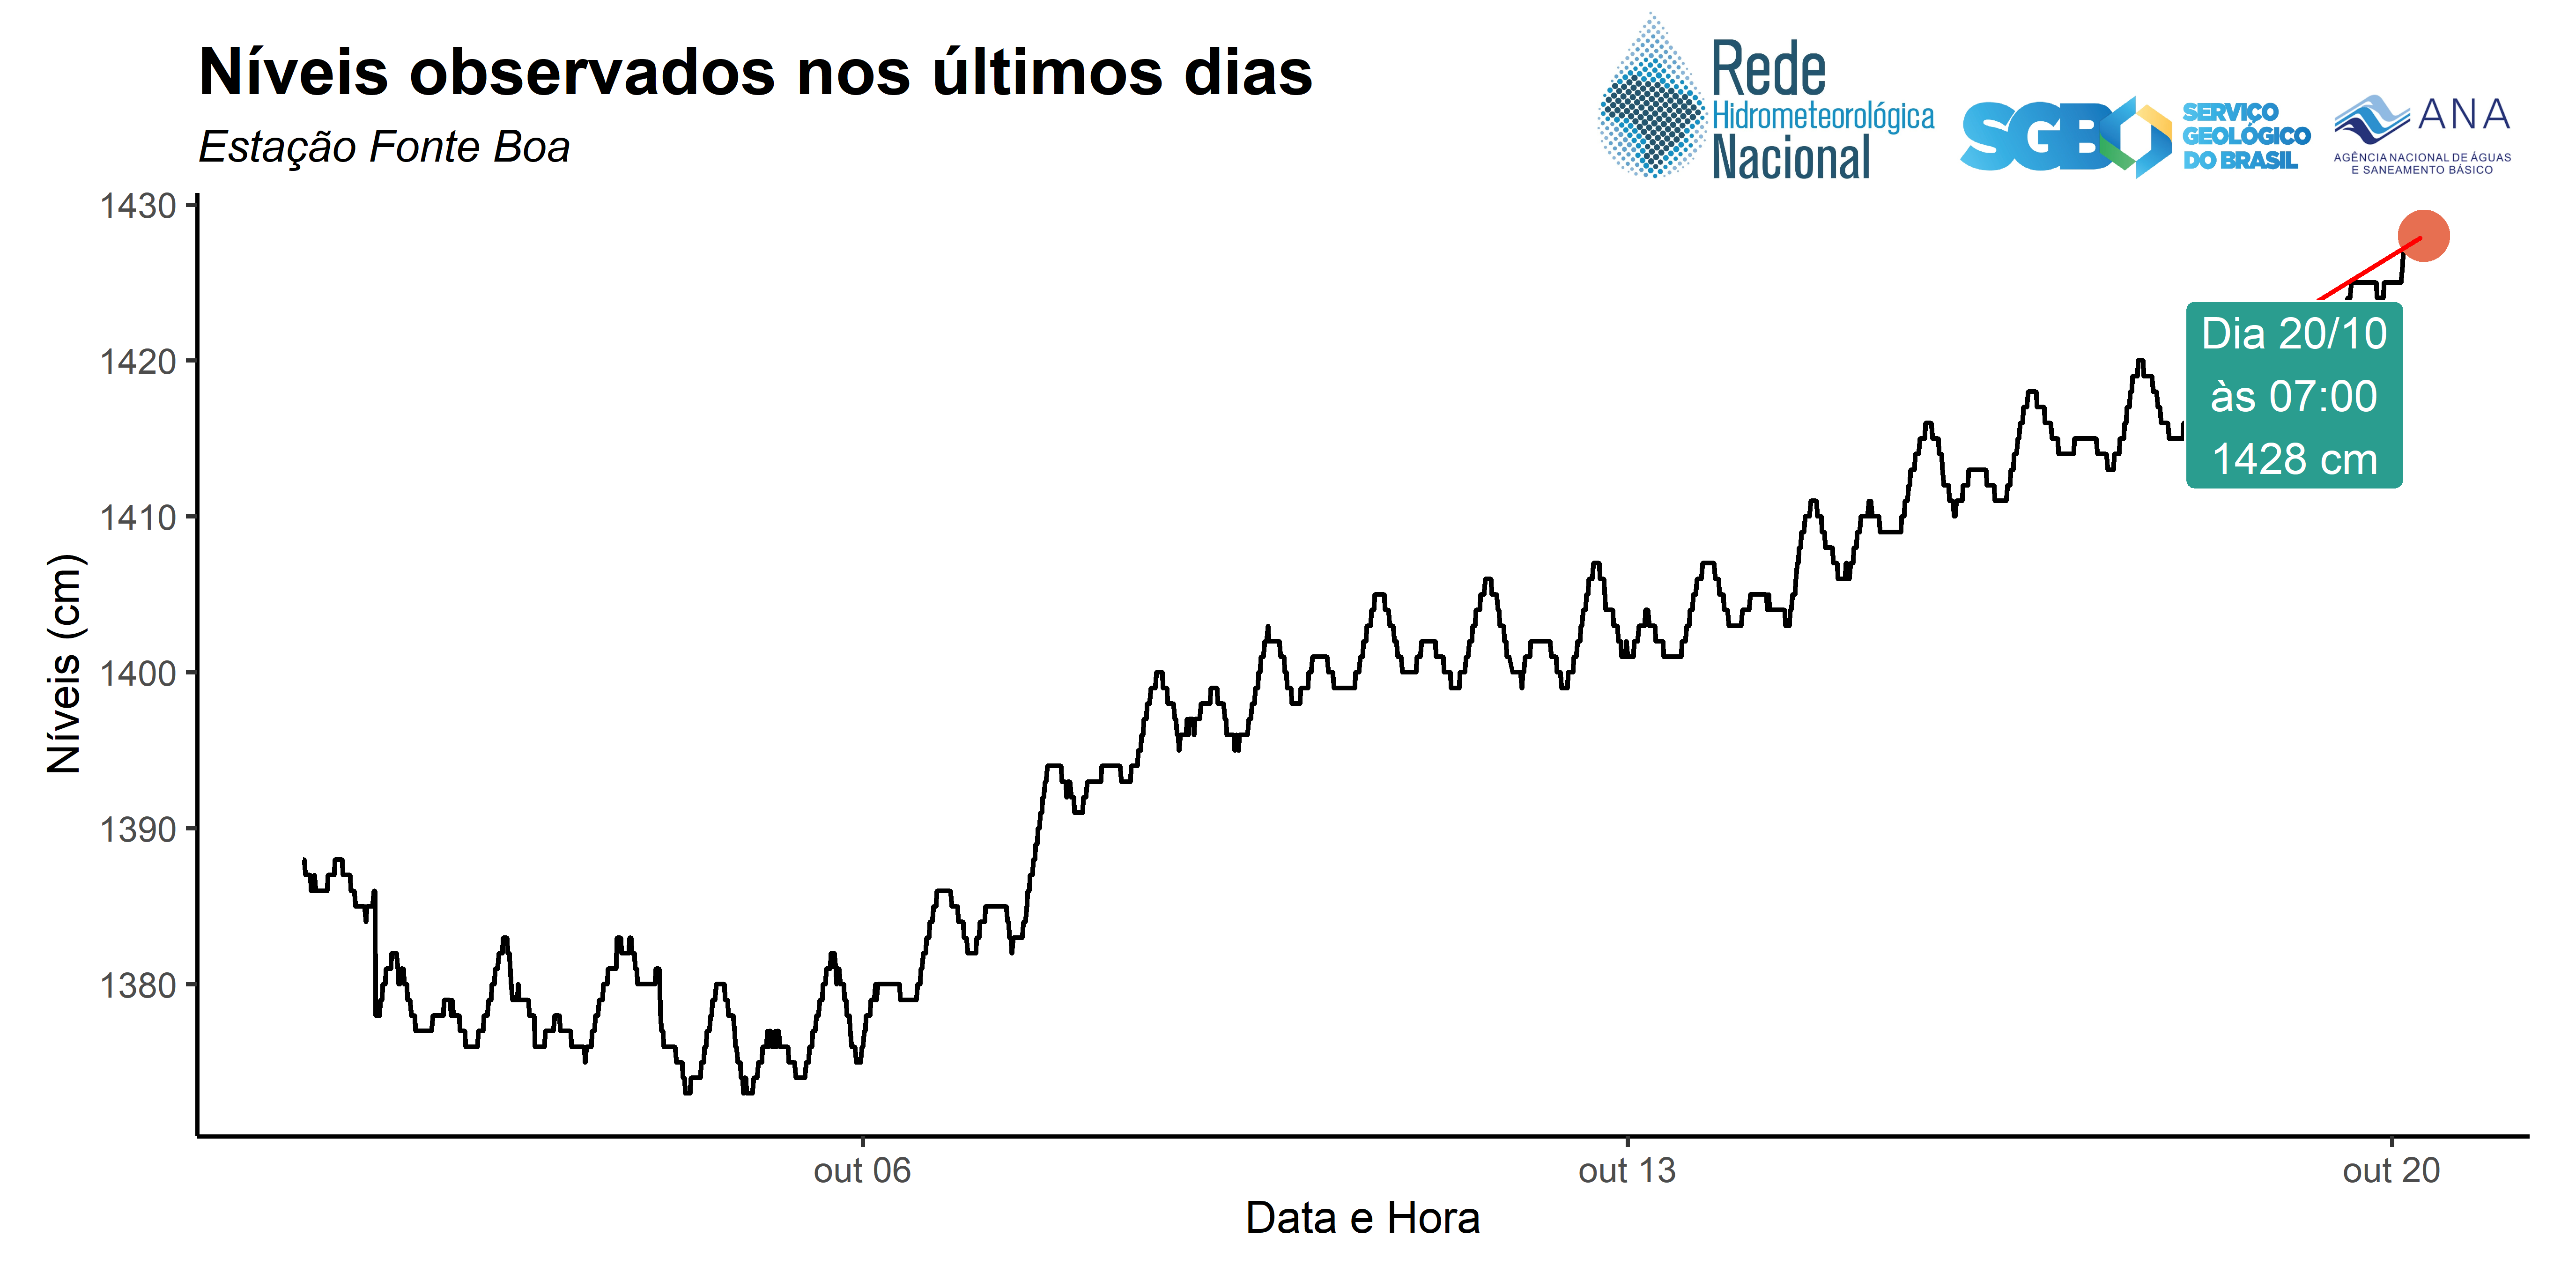 Níveis observados nos últimos dias
Estação Fonte Boa
Rede
Hidrometeorológica
Nacional
SGB
SERVIÇO
GEOLÓGICO
DO BRASIL
ANA
AGÊNCIA NACIONAL DE ÁGUAS
E SANEAMENTO BÁSICO
1430
1420
1410
1400
1390
1380
Níveis (cm)
Dia 20/10
às 07:00
1428 cm
out 06
out 13
out 20
Data e Hora